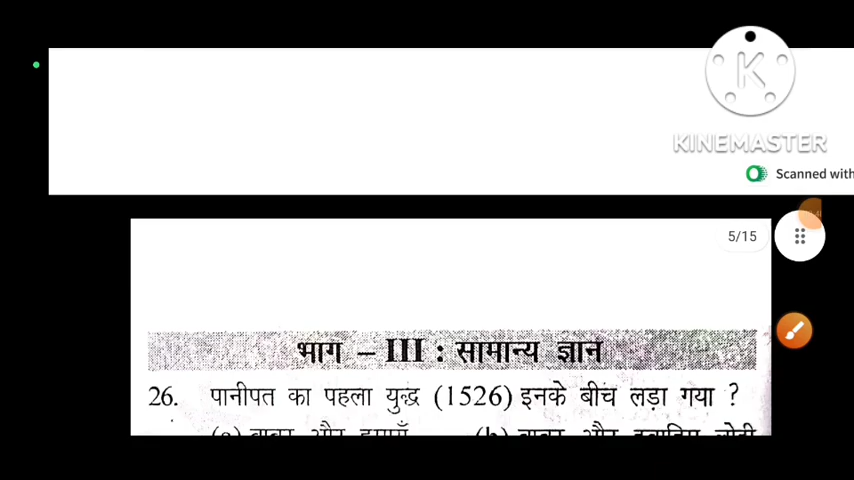 KINEMASTER
Scanned with
5/15
भाग – III : सामान्य ज्ञान
26. पानीपत का पहला युद्ध (1526) इनके बीच लड़ा गया ?